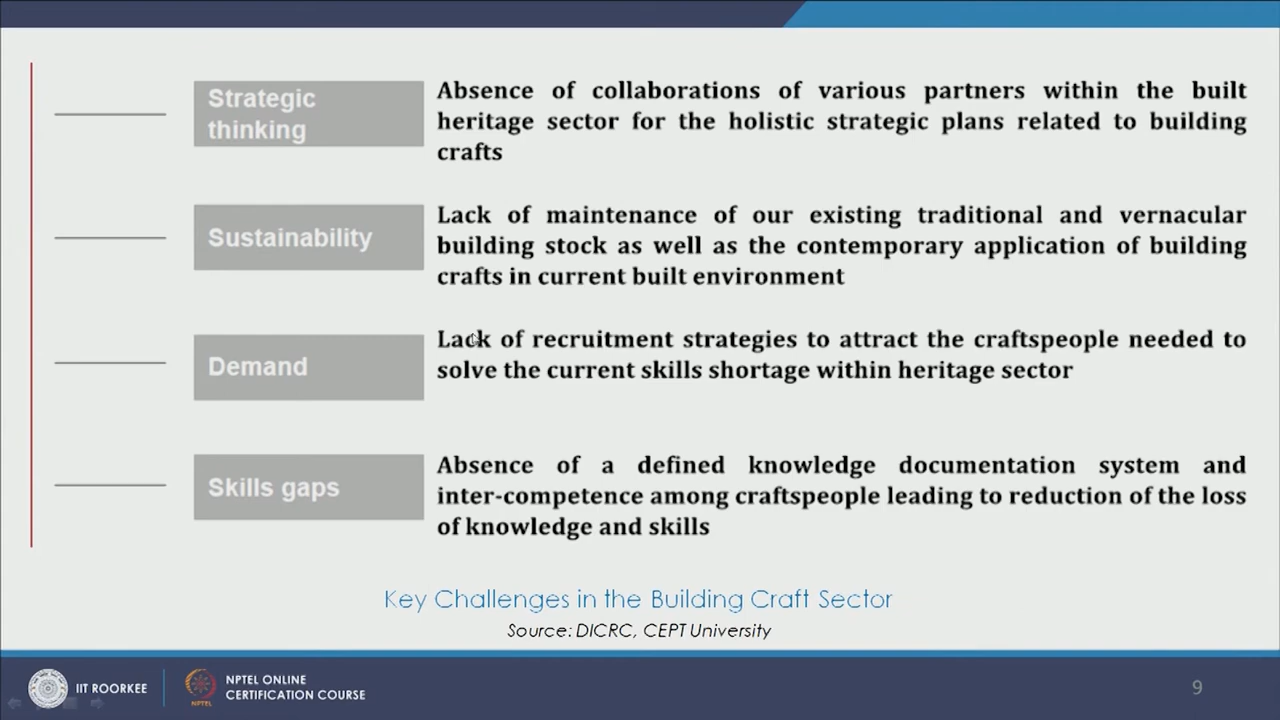 Strategic
thinking
Absence of collaborations of various partners within the built
heritage sector for the holistic strategic plans related to building
crafts
Sustainability
Lack of maintenance of our existing traditional and vernacular
building stock as well as the contemporary application of building
crafts in current built environment
Demand
Lack of recruitment strategies to attract the craftspeople needed to
solve the current skills shortage within heritage sector
Skills gaps
Absence of a defined knowledge documentation system and
inter-competence among craftspeople leading to reduction of the loss
of knowledge and skills
Key Challenges in the Building Craft Sector
Source: DICRC, CEPT University
IIT ROORKEE
NPTEL
NPTEL ONLINE
CERTIFICATION COURSE
9